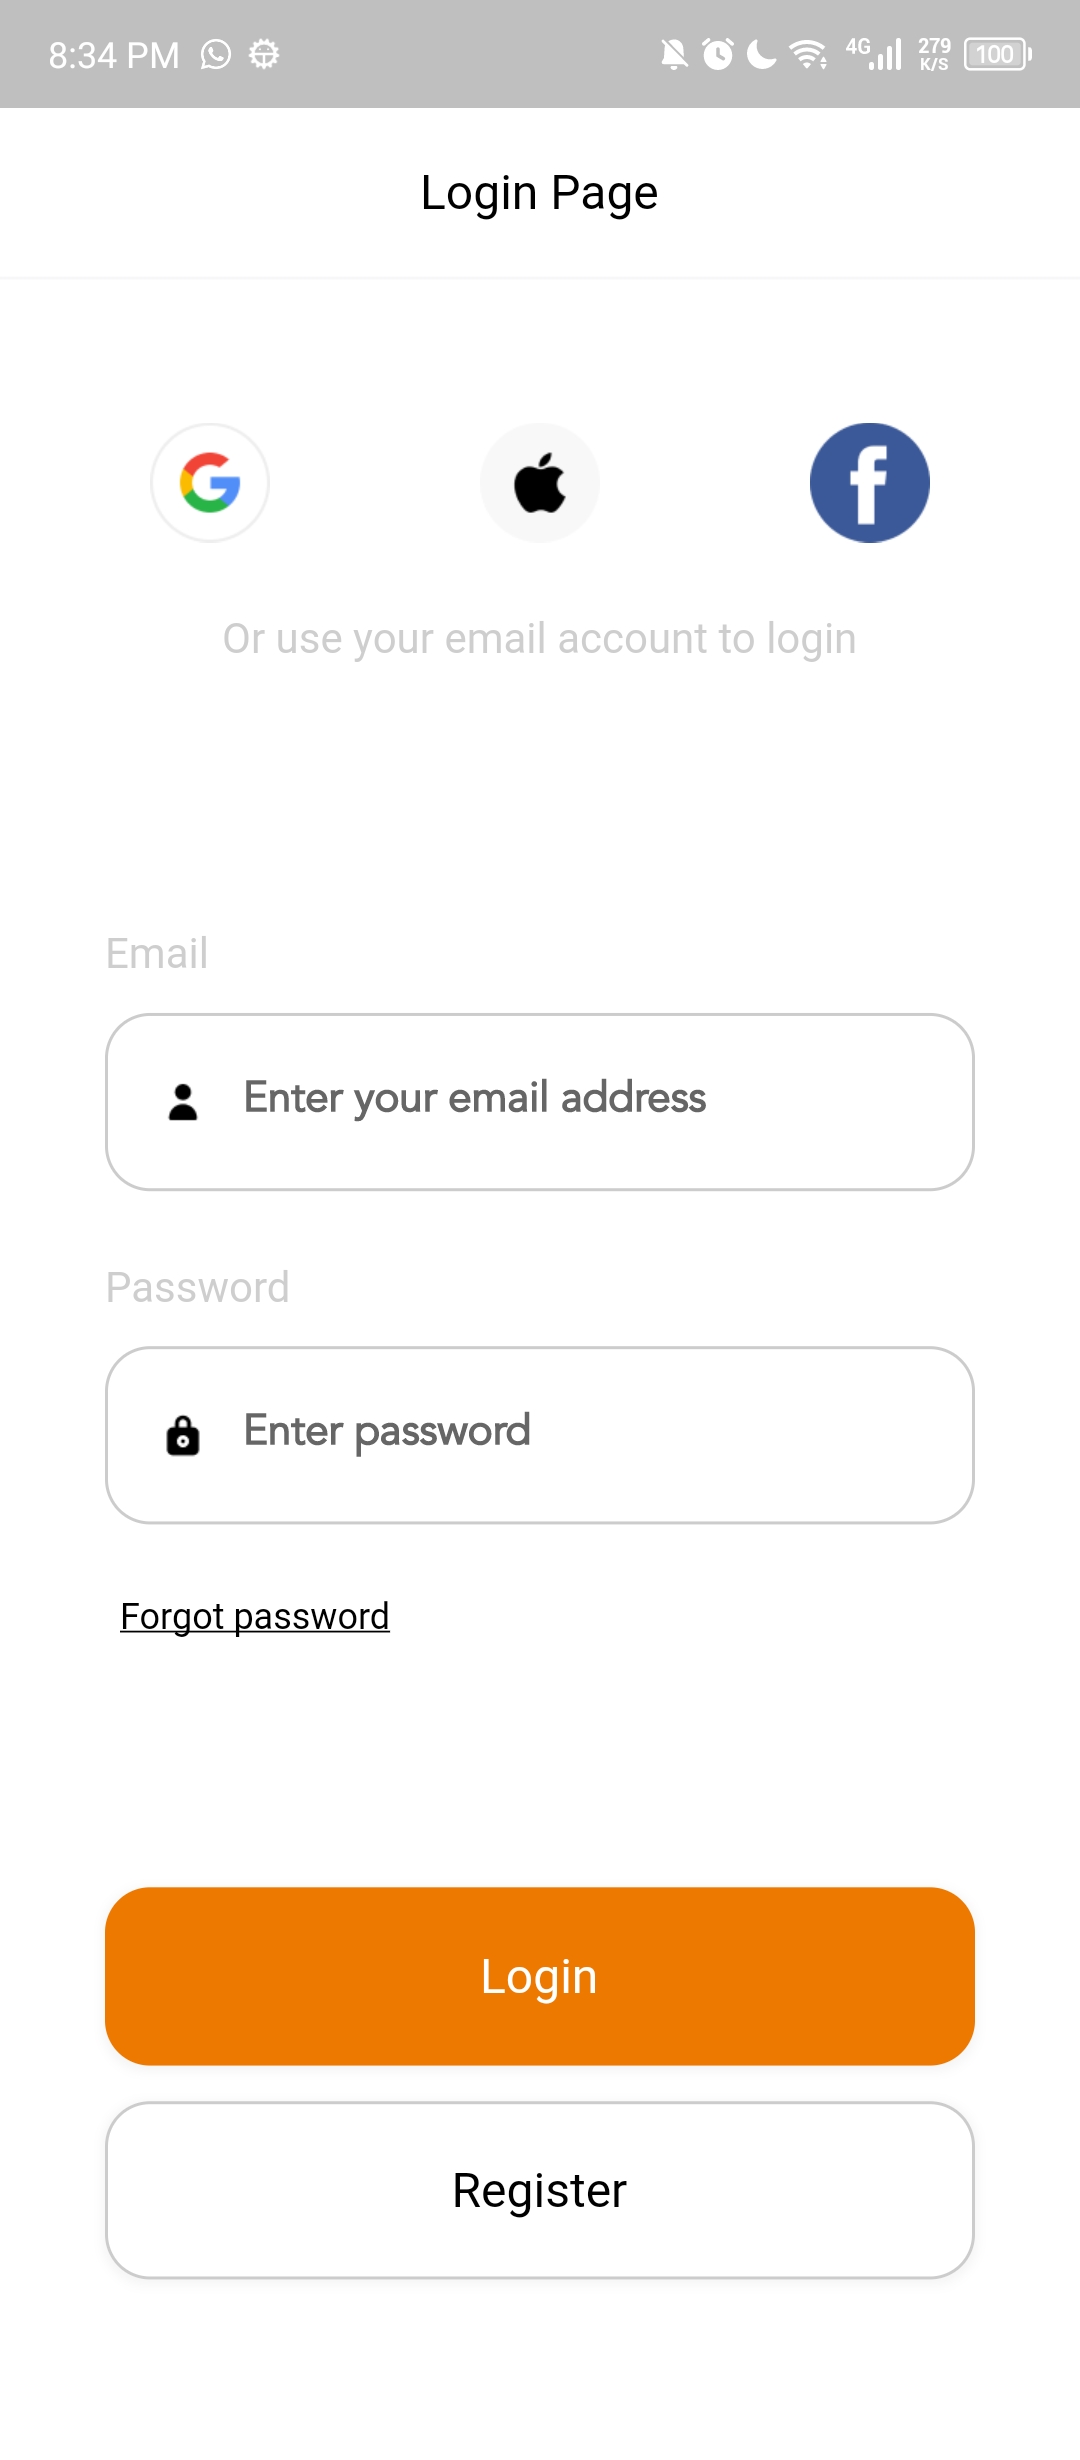 8:34 PM 4G 279 K/S 100
Login Page
Or use your email account to login
Email
Enter your email address
Password
Enter password
Forgot password
Login
Register